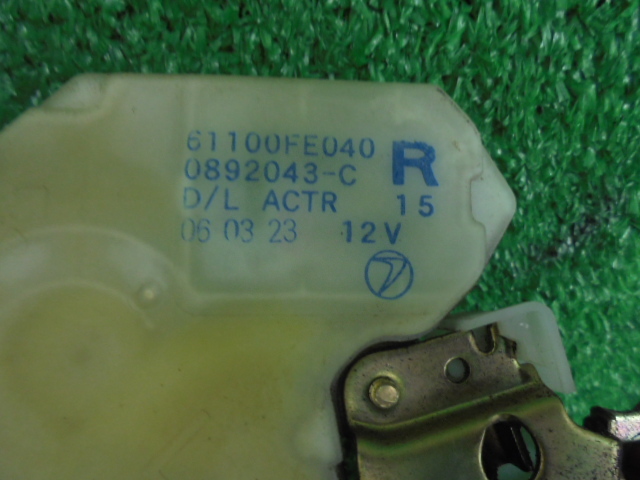 61100FE040
0892043-C R
D/L ACTR 15
06 03 23 12V